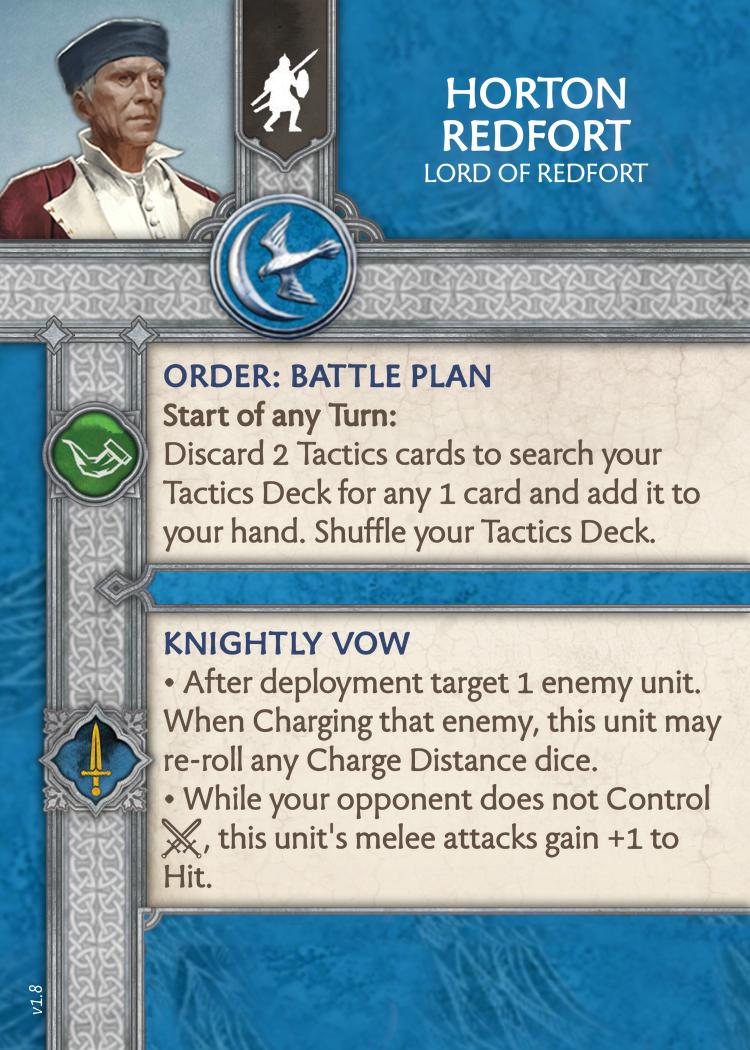 HORTON
REDFORT
LORD OF REDFORT
ORDER: BATTLE PLAN
Start of any Turn:
Discard 2 Tactics cards to search your
Tactics Deck for any 1 card and add it to
your hand. Shuffle your Tactics Deck.
KNIGHTLY VOW
• After deployment target 1 enemy unit.
When Charging that enemy, this unit may
re-roll any Charge Distance dice.
• While your opponent does not Control
, this unit's melee attacks gain +1 to
Hit.
v1.8